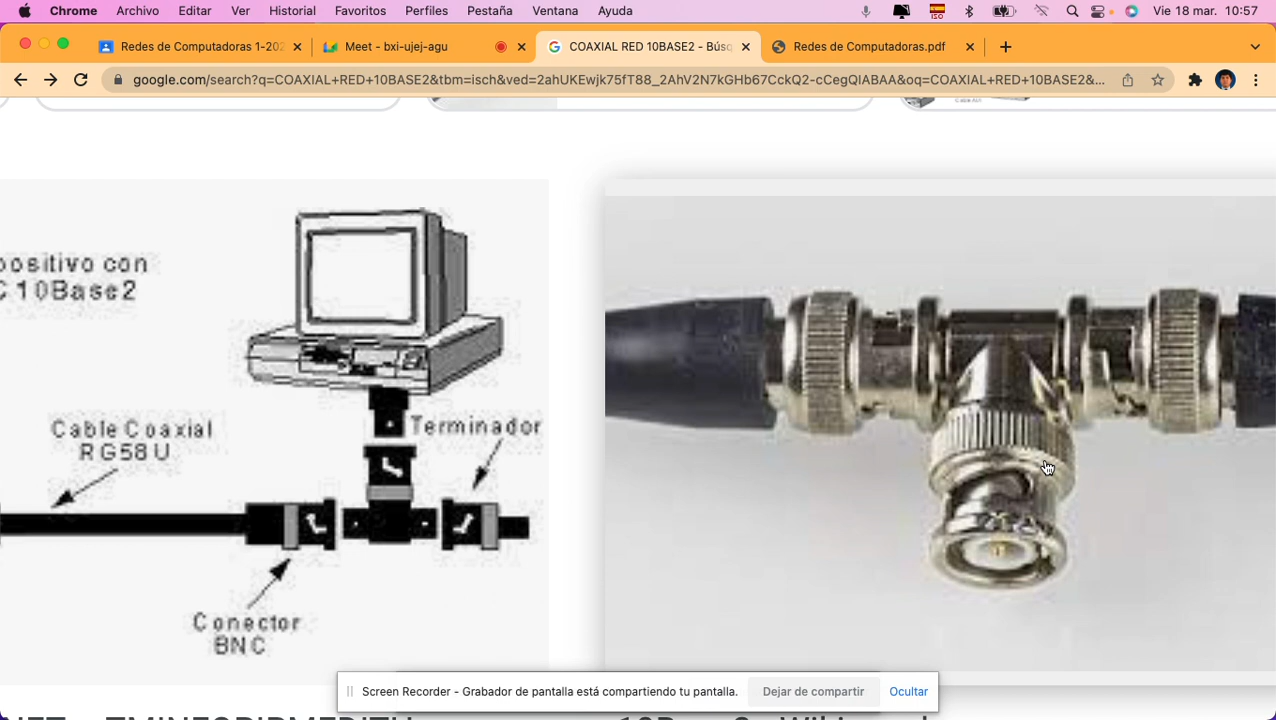 Chrome Archivo Editar Ver Historial Favoritos Perfiles Pestaña Ventana Ayuda ISO Vie 18 mar. 10:57
Redes de Computadoras 1-202 Meet - bxi-ujej-agu COAXIAL RED 10BASE2 - Búsq Redes de Computadoras.pdf
google.com/search?q=COAXIAL+RED+10BASE2&tbm=isch&ved=2ahUKEwjk75fT88_2AhV2N7kGHb67CckQ2-cCegQIABAA&oq=COAXIAL+RED+10BASE2&...
positivo con
C 10Base2
Cable Coaxial
RG58 U
Terminador
Conector
BNC
Screen Recorder - Grabador de pantalla está compartiendo tu pantalla. Dejar de compartir Ocultar